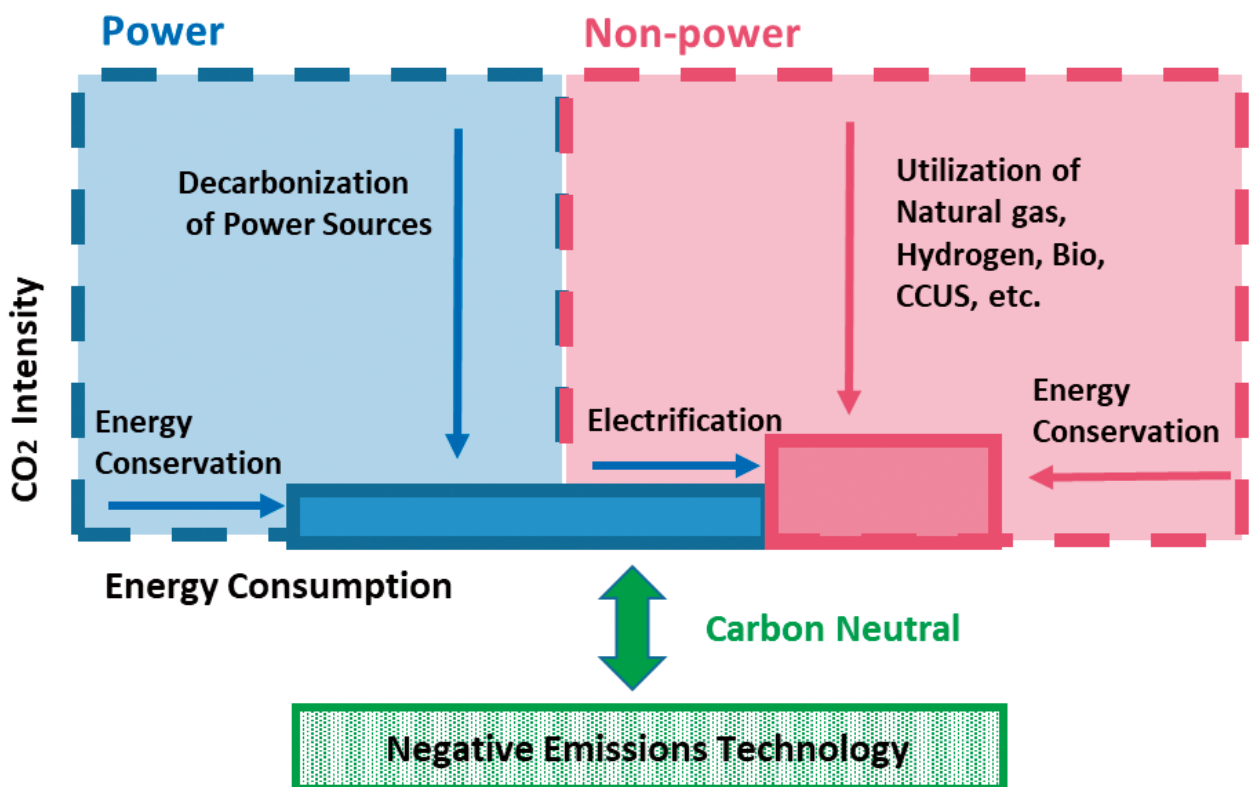 Power
Non-power
Decarbonization
of Power Sources
Utilization of
Natural gas,
Hydrogen, Bio,
CCUS, etc.
CO2 Intensity
Energy
Conservation
Electrification
Energy
Conservation
Energy Consumption
Carbon Neutral
Negative Emissions Technology